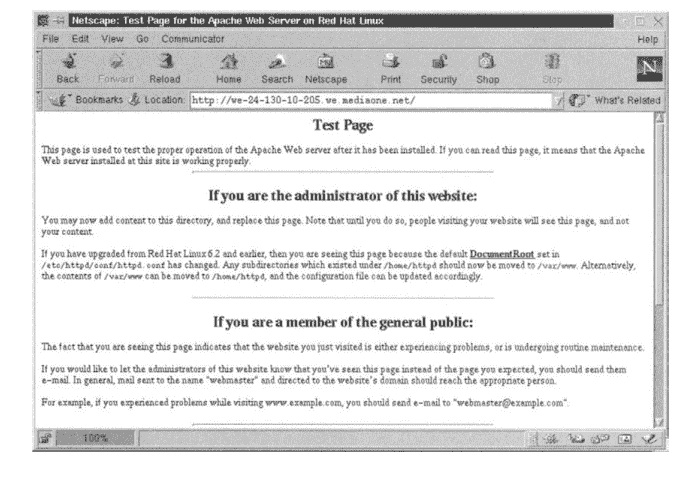 Netscape: Test Page for the Apache Web Server on Red Hat Linux
File Edit View Go Communicator Help
Back Forward Reload Home Search Netscape Print Security Shop Stop
Bookmarks Location: http://we-24-130-10-205.we.mediaone.net/ What's Related
Test Page
This page is used to test the proper operation of the Apache Web server after it has been installed. If you can read this page, it means that the Apache
Web server installed at this site is working properly.
If you are the administrator of this website:
You may now add content to this directory, and replace this page. Note that until you do so, people visiting your website will see this page, and not
your content.
If you have upgraded from Red Hat Linux 6.2 and earlier, then you are seeing this page because the default DocumentRoot set in
/etc/httpd/conf/httpd.conf has changed. Any subdirectories which existed under /home/httpd should now be moved to /var/www. Alternatively,
the contents of /var/www can be moved to /home/httpd, and the configuration file can be updated accordingly.
If you are a member of the general public:
The fact that you are seeing this page indicates that the website you just visited is either experiencing problems, or is undergoing routine maintenance.
If you would like to let the administrators of this website know that you've seen this page instead of the page you expected, you should send them
e-mail. In general, mail sent to the name "webmaster" and directed to the website's domain should reach the appropriate person.
For example, if you experienced problems while visiting www.example.com, you should send e-mail to "webmaster@example.com".
100%